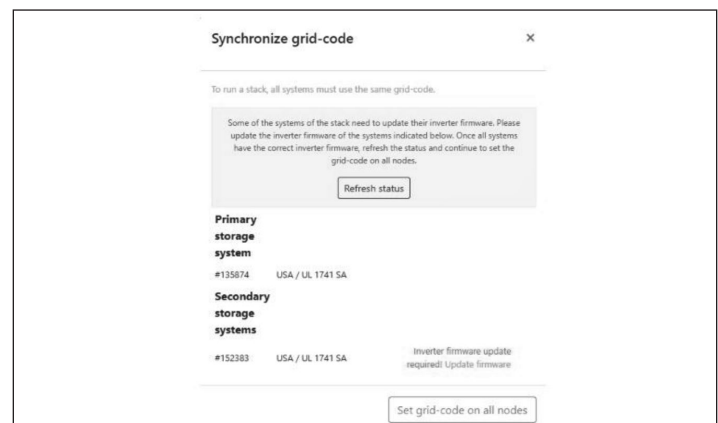 Synchronize grid-code ×
To run a stack, all systems must use the same grid-code.
Some of the systems of the stack need to update their inverter firmware. Please
update the inverter firmware of the systems indicated below. Once all systems
have the correct inverter firmware, refresh the status and continue to set the
grid-code on all nodes.
Refresh status
Primary
storage
system
#135874 USA / UL 1741 SA
Secondary
storage
systems
#152383 USA / UL 1741 SA Inverter firmware update
required! Update firmware
Set grid-code on all nodes